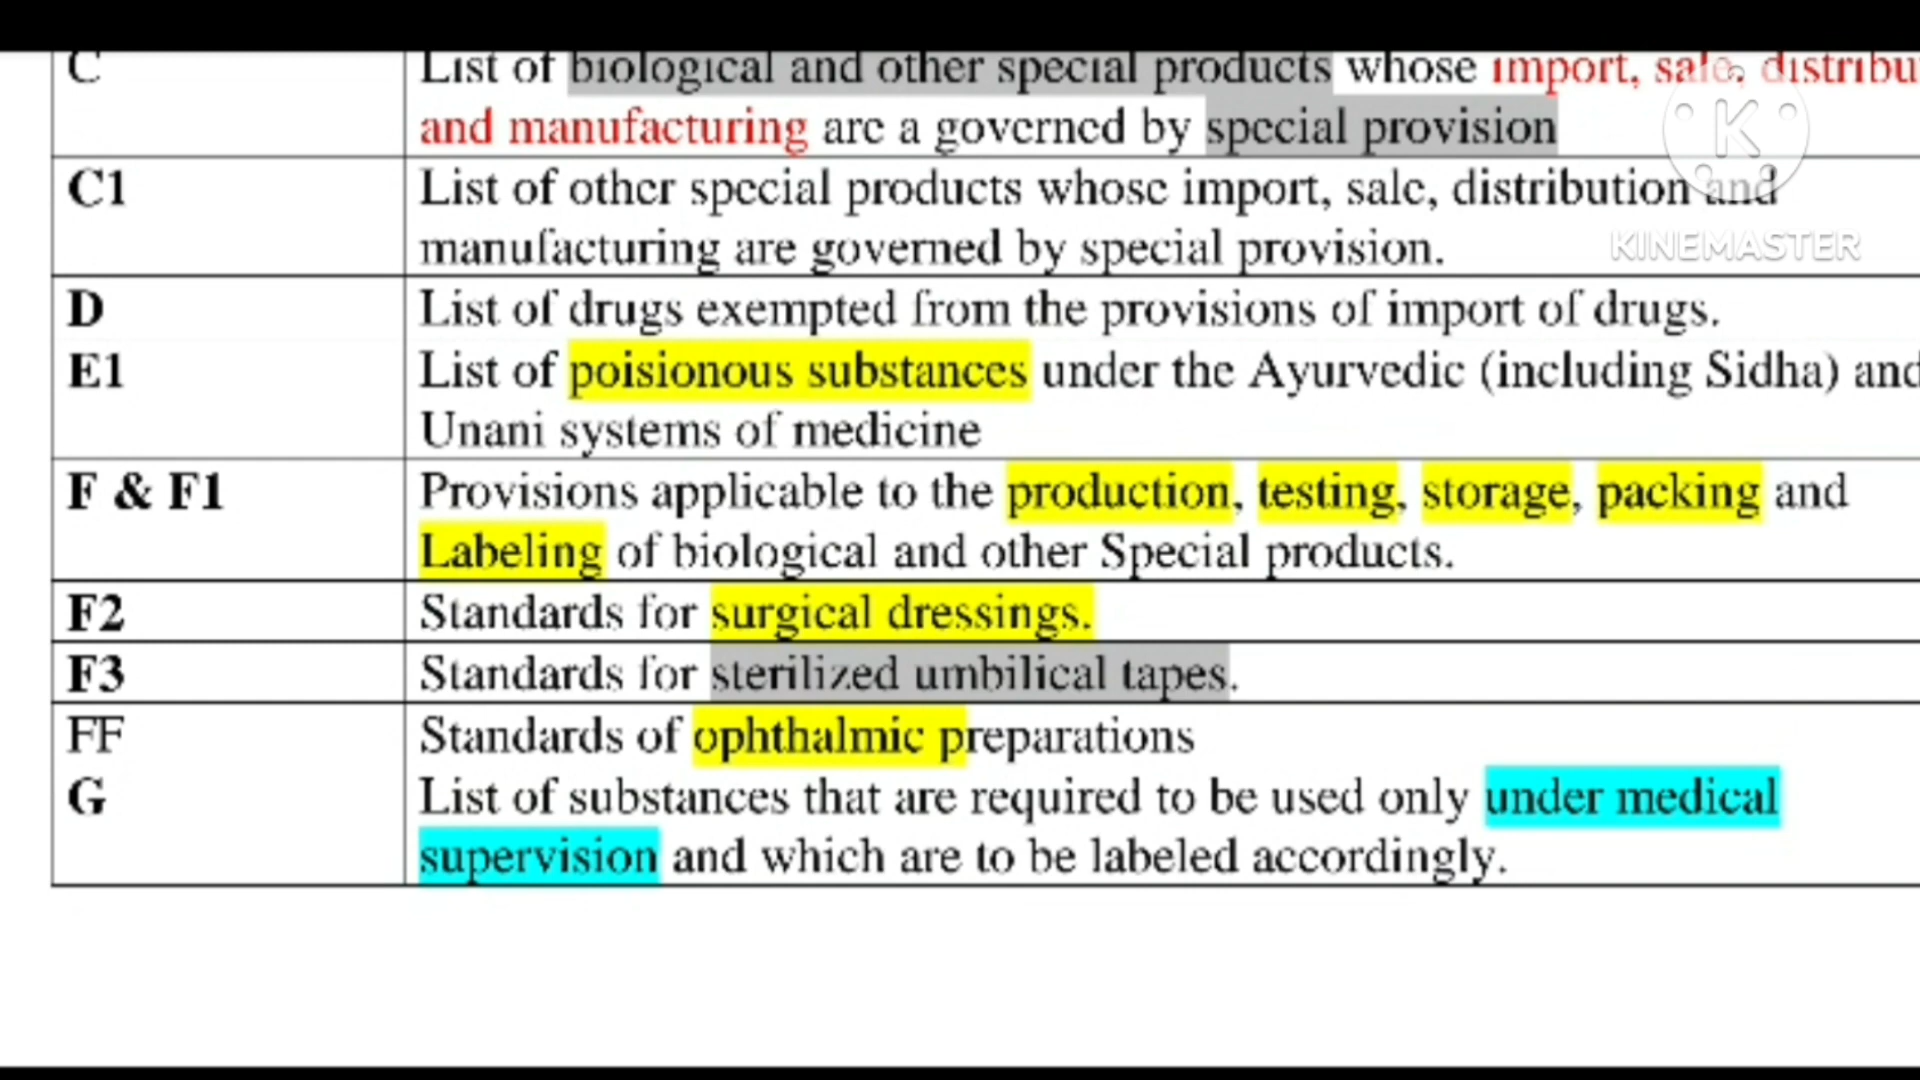 C
List of biological and other special products whose import, sale, distribu
and manufacturing are a governed by special provision
C1
List of other special products whose import, sale, distribution and
manufacturing are governed by special provision.
D
List of drugs exempted from the provisions of import of drugs.
E1
List of poisionous substances under the Ayurvedic (including Sidha) and
Unani systems of medicine
F & F1
Provisions applicable to the production, testing, storage, packing and
Labeling of biological and other Special products.
F2
Standards for surgical dressings.
F3
Standards for sterilized umbilical tapes.
FF
Standards of ophthalmic preparations
G
List of substances that are required to be used only under medical
supervision and which are to be labeled accordingly.
K
KINEMASTER